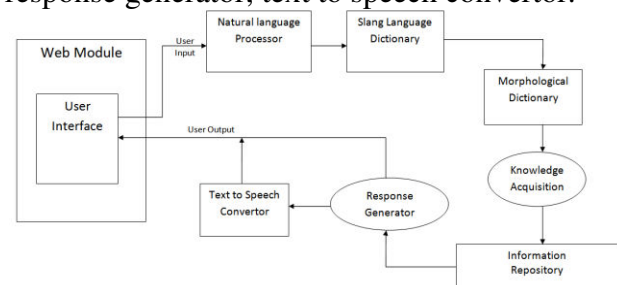 response generator, text to speech convertor.
Natural language
Processor
Slang Language
Dictionary
User
Input
Web Module
Morphological
Dictionary
User
Interface
User Output
Knowledge
Acquisition
Text to Speech
Convertor
Response
Generator
Information
Repository